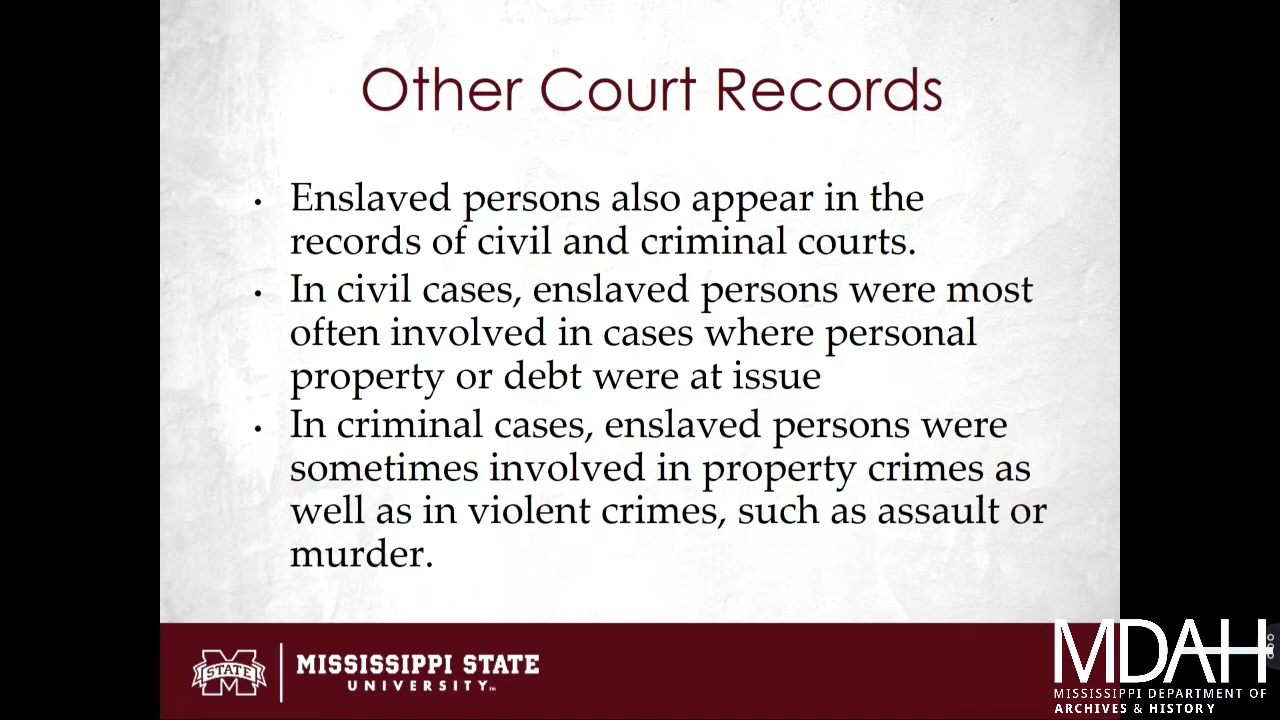 Other Court Records
• Enslaved persons also appear in the
records of civil and criminal courts.
• In civil cases, enslaved persons were most
often involved in cases where personal
property or debt were at issue
• In criminal cases, enslaved persons were
sometimes involved in property crimes as
well as in violent crimes, such as assault or
murder.
STATE
MISSISSIPPI STATE
UNIVERSITY™
MDAH
MISSISSIPPI DEPARTMENT OF
ARCHIVES & HISTORY